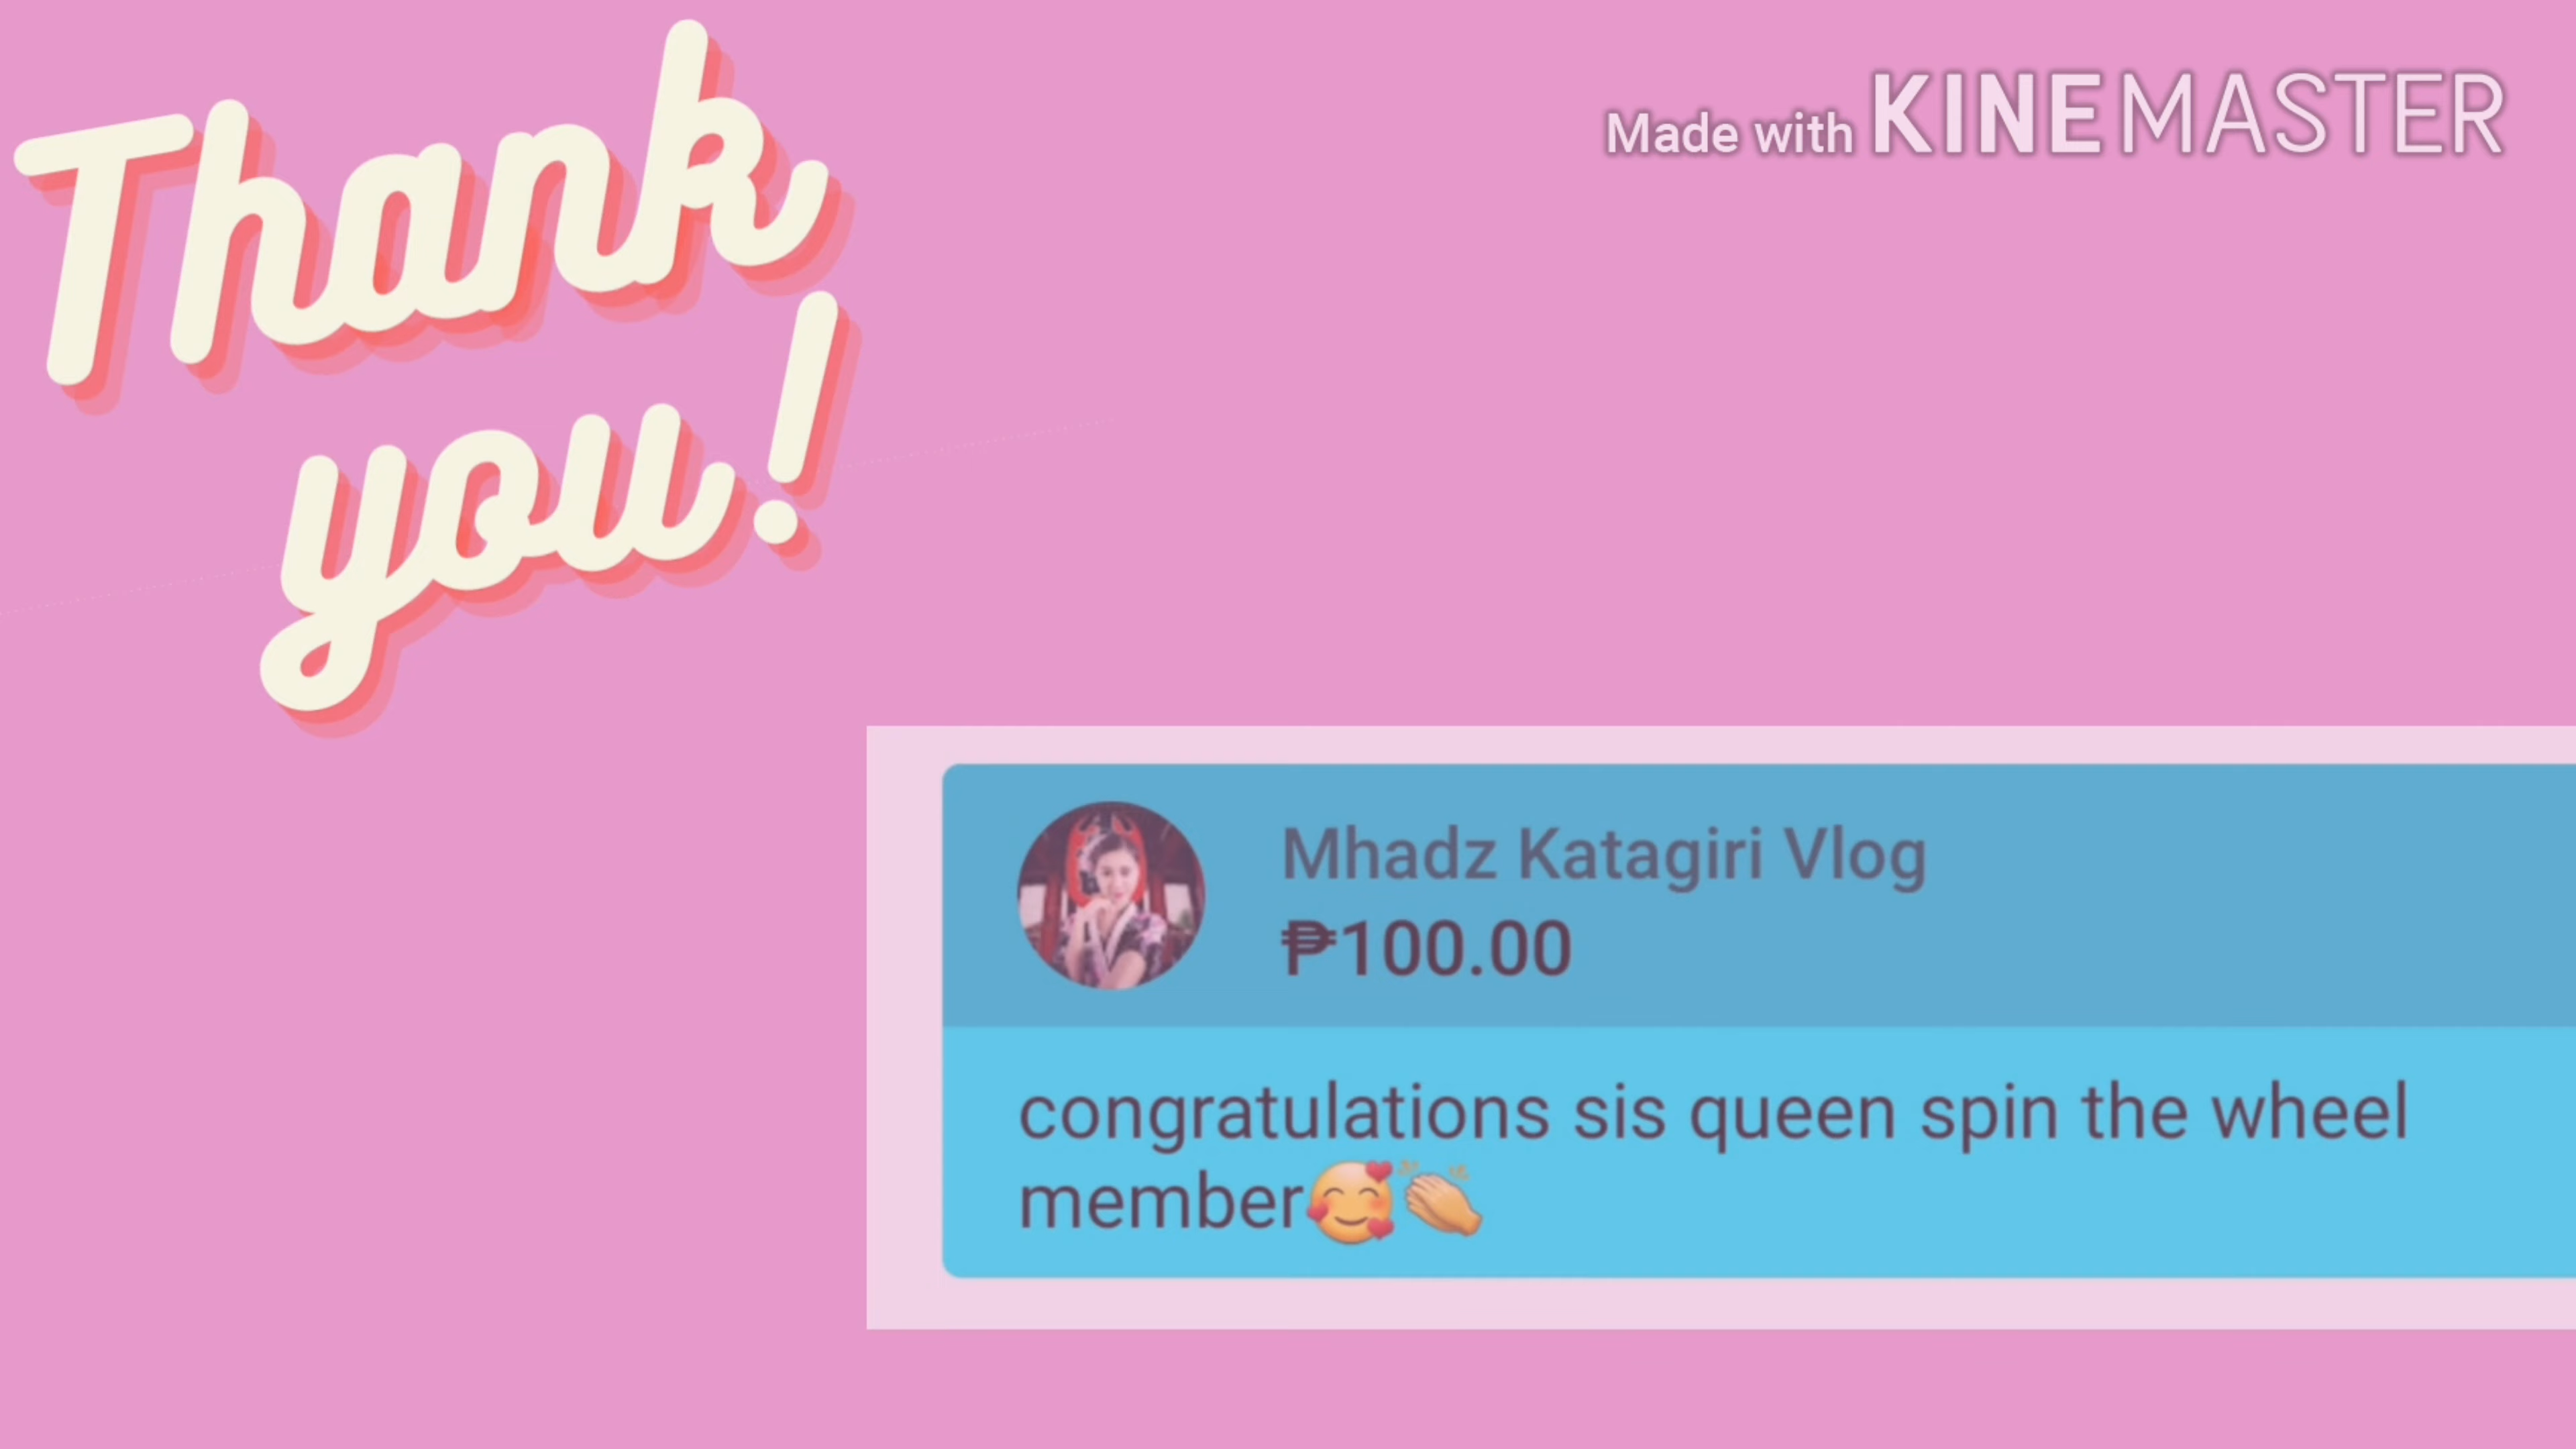 Thank
you!
Made with KINEMASTER
Mhadz Katagiri Vlog
₱100.00
congratulations sis queen spin the wheel
member🥰👏